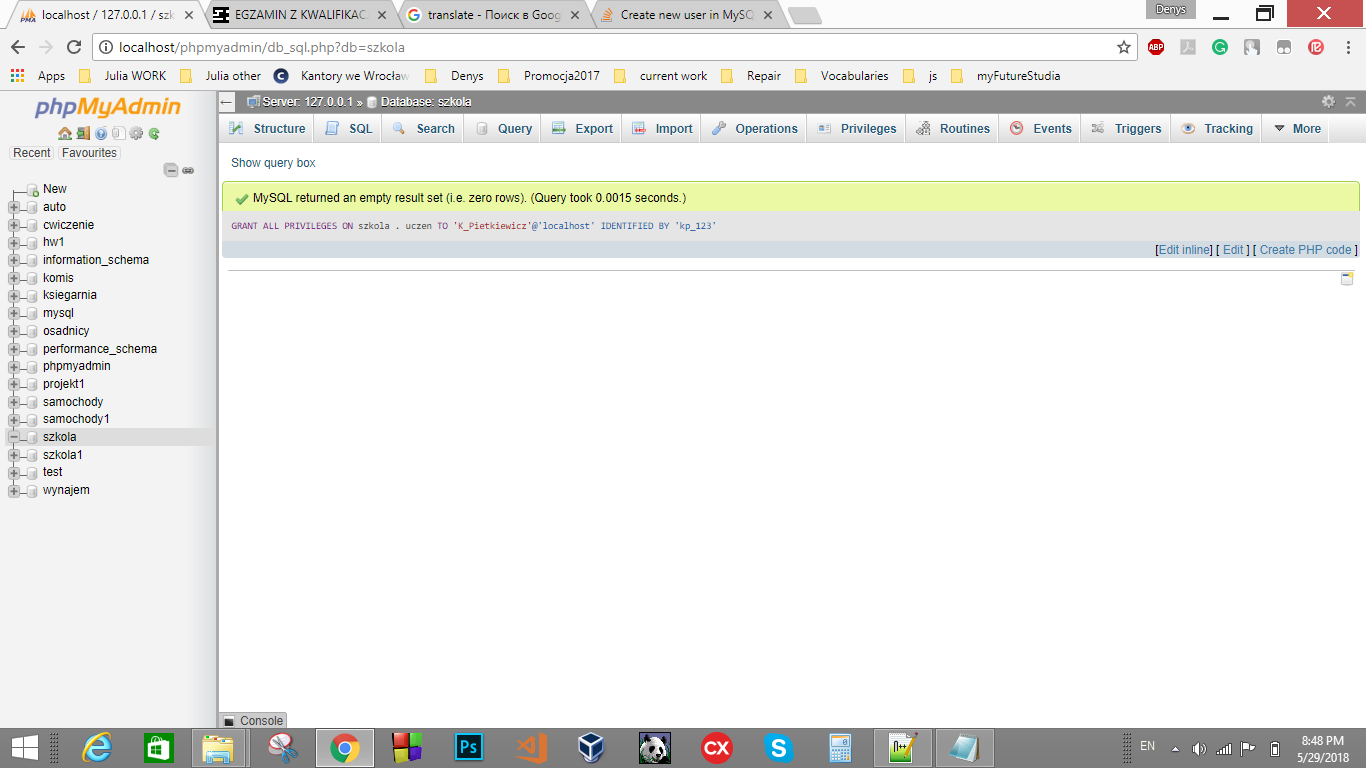 localhost / 127.0.0.1 / szk
EGZAMIN Z KWALIFIKAC
translate - Поиск в Goog
Create new user in MySQ
Denys
localhost/phpmyadmin/db_sql.php?db=szkola
ABP
Apps
Julia WORK
Julia other
Kantory we Wrocław
Denys
Promocja2017
current work
Repair
Vocabularies
js
myFutureStudia
phpMyAdmin
Recent
Favourites
New
auto
cwiczenie
hw1
information_schema
komis
ksiegarnia
mysql
osadnicy
performance_schema
phpmyadmin
projekt1
samochody
samochody1
szkola
szkola1
test
wynajem
Server: 127.0.0.1 » Database: szkola
Structure
SQL
Search
Query
Export
Import
Operations
Privileges
Routines
Events
Triggers
Tracking
More
Show query box
MySQL returned an empty result set (i.e. zero rows). (Query took 0.0015 seconds.)
GRANT ALL PRIVILEGES ON szkola . uczen TO 'K_Pietkiewicz'@'localhost' IDENTIFIED BY 'kp_123'
[Edit inline] [ Edit ] [ Create PHP code ]
Console
Ps
CX
EN
8:48 PM
5/29/2018